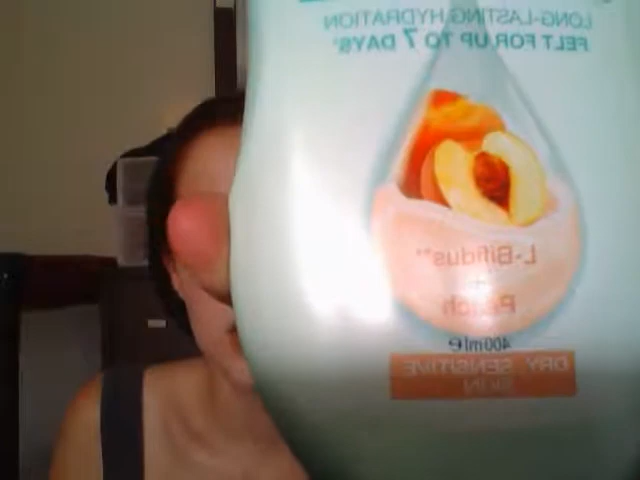 LONG-LASTING HYDRATION
FELT FOR UP TO 7 DAYS*
L-Bifidus**
+
Peach
400ml e
DRY SENSITIVE
SKIN